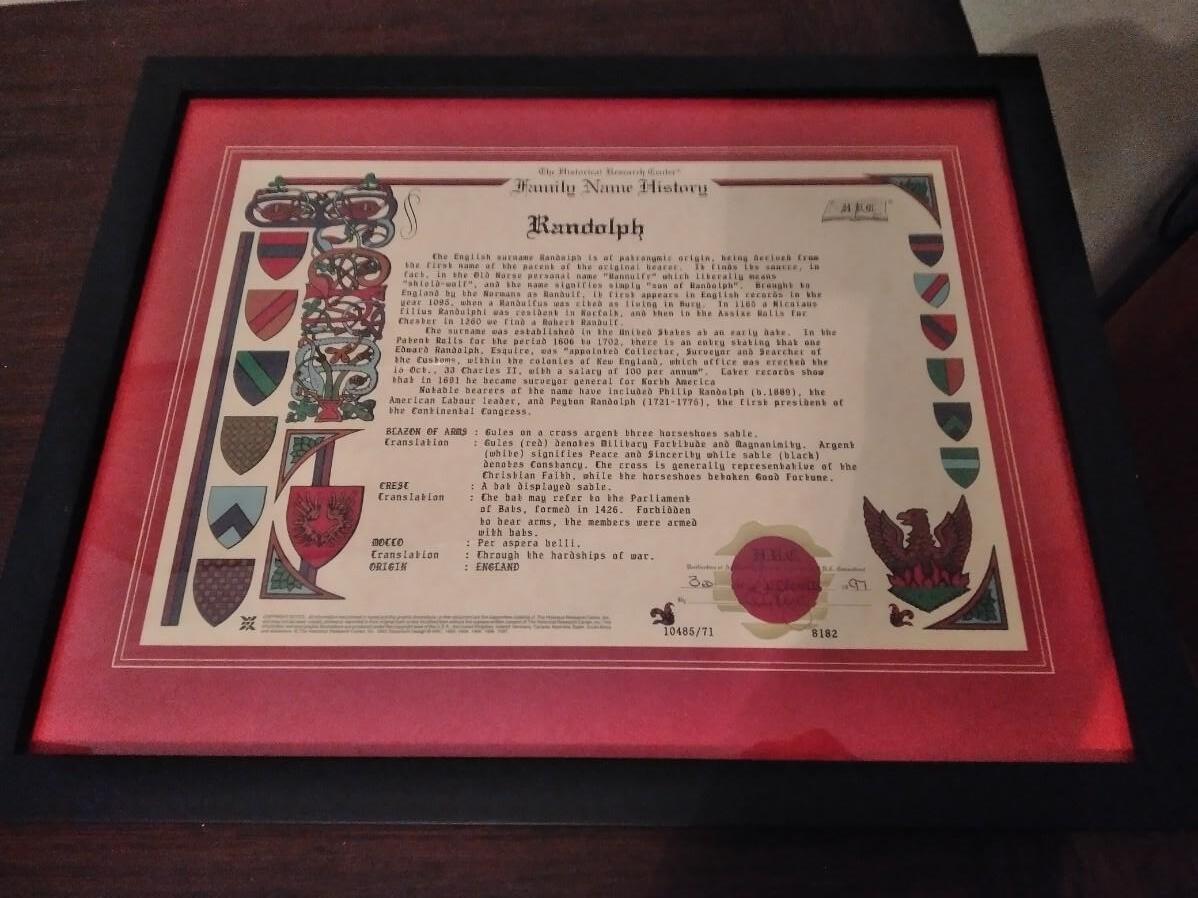 The Historical Research Center
Family Name History
H.R.C.
Randolph
The English surname Randolph is of patronymic origin, being derived from
the first name of the parent of the original bearer. It finds its source, in
fact, in the Old Norse personal name "Rannulfr" which literally means
"shield-wolf", and the name signifies simply "son of Randolph". Brought to
England by the Normans as Randulf, it first appears in English records in the
year 1095, when a Randulfus was cited as living in Bury. In 1165 a Nicolaus
filius Randulphi was resident in Norfolk, and then in the Assize Rolls for
Chester in 1260 we find a Robert Randulf.
The surname was established in the United States at an early date. In the
Patent Rolls for the period 1606 to 1702, there is an entry stating that one
Edward Randolph, Esquire, was "appointed Collector, Surveyor and Searcher of
the Customs, within the colonies of New England, which office was erected the
15 Oct., 33 Charles II, with a salary of 100 per annum". Later records show
that in 1691 he became surveyor general for North America
Notable bearers of the name have included Philip Randolph (b.1889), the
American Labour leader, and Peyton Randolph (1721-1775), the first president of
the Continental Congress.
BLAZON OF ARMS : Gules on a cross argent three horseshoes sable.
Translation : Gules (red) denotes Military Fortitude and Magnanimity. Argent
(white) signifies Peace and Sincerity while sable (black)
denotes Constancy. The cross is generally representative of the
Christian Faith, while the horseshoes betoken Good Fortune.
CREST : A bat displayed sable.
Translation : The bat may refer to the Parliament
of Bats, formed in 1426. Forbidden
to bear arms, the members were armed
with bats.
MOTTO : Per aspera belli.
Translation : Through the hardships of war.
ORIGIN : ENGLAND
H.R.C.
97
By
10485/71 8182